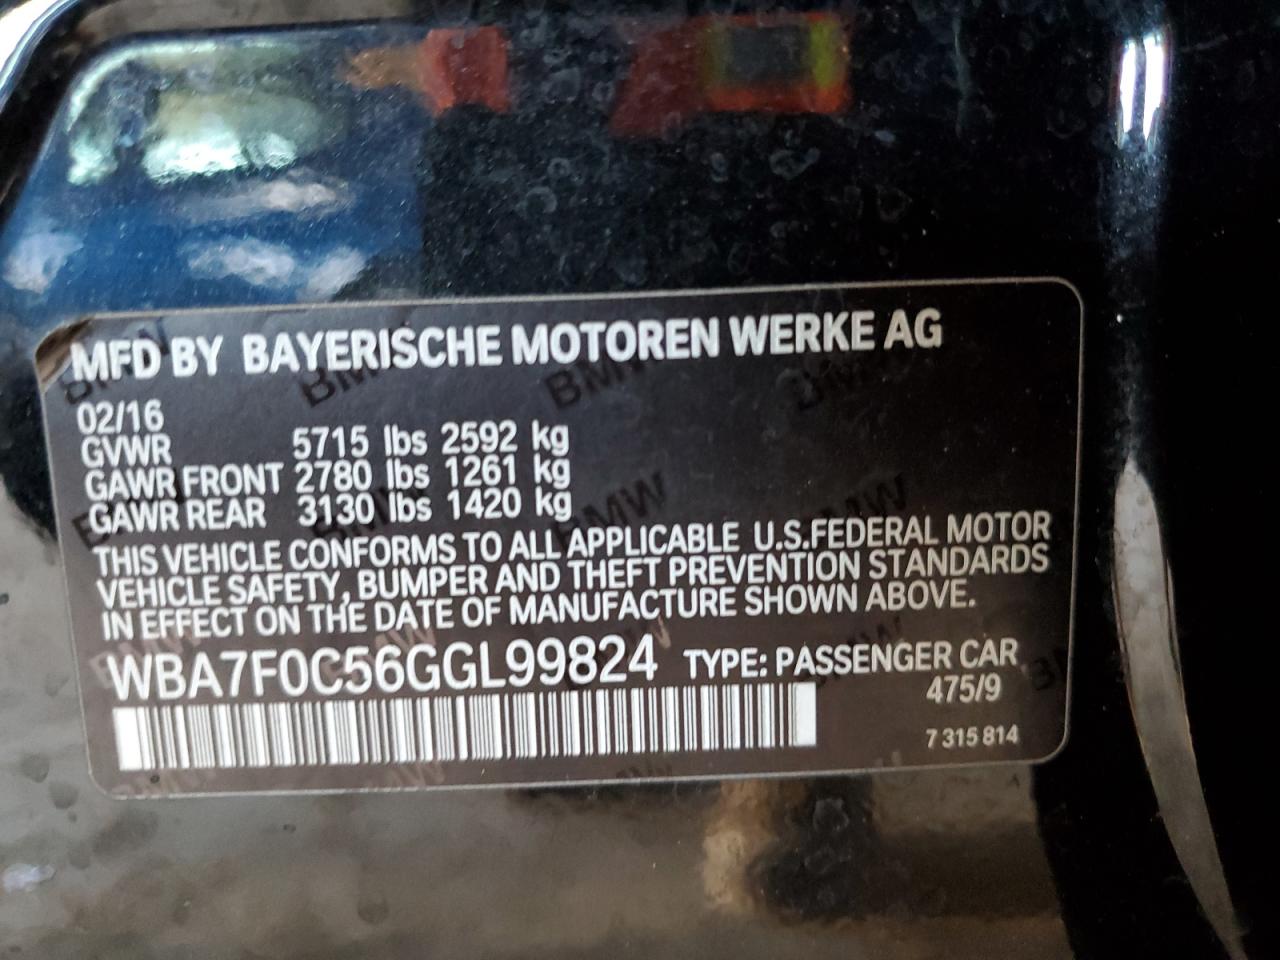 MFD BY BAYERISCHE MOTOREN WERKE AG
02/16
GVWR 5715 lbs 2592 kg
GAWR FRONT 2780 lbs 1261 kg
GAWR REAR 3130 lbs 1420 kg
THIS VEHICLE CONFORMS TO ALL APPLICABLE U.S.FEDERAL MOTOR
VEHICLE SAFETY, BUMPER AND THEFT PREVENTION STANDARDS
IN EFFECT ON THE DATE OF MANUFACTURE SHOWN ABOVE.
WBA7F0C56GGL99824 TYPE: PASSENGER CAR
475/9
7 315 814